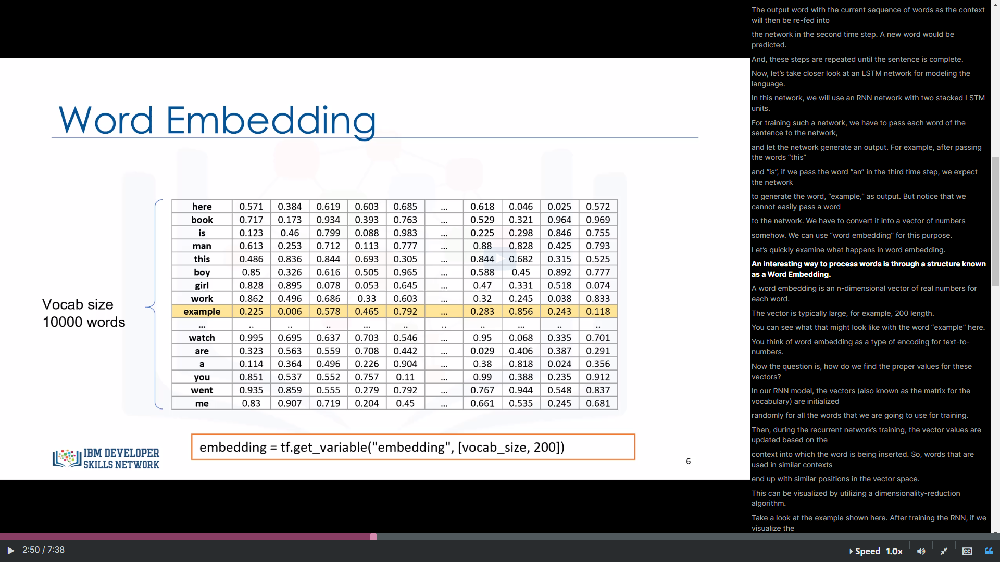 Word Embedding
Vocab size
10000 words
here 0.571 0.384 0.619 0.603 0.685 ... 0.618 0.046 0.025 0.572
book 0.717 0.173 0.934 0.393 0.763 ... 0.529 0.321 0.964 0.969
is 0.123 0.46 0.799 0.088 0.983 ... 0.225 0.298 0.846 0.755
man 0.613 0.253 0.712 0.113 0.777 ... 0.88 0.828 0.425 0.793
this 0.486 0.836 0.844 0.693 0.305 ... 0.844 0.682 0.315 0.525
boy 0.85 0.326 0.616 0.505 0.965 ... 0.588 0.45 0.892 0.777
girl 0.828 0.895 0.078 0.053 0.645 ... 0.47 0.331 0.518 0.074
work 0.862 0.496 0.686 0.33 0.603 ... 0.32 0.245 0.038 0.833
example 0.225 0.006 0.578 0.465 0.792 ... 0.283 0.856 0.243 0.118
... .. .. .. ... .. .. .. ... .. ..
watch 0.995 0.695 0.637 0.703 0.546 ... 0.95 0.068 0.335 0.701
are 0.323 0.563 0.559 0.708 0.442 ... 0.029 0.406 0.387 0.291
a 0.114 0.364 0.496 0.226 0.904 ... 0.38 0.818 0.024 0.356
you 0.851 0.537 0.552 0.757 0.11 ... 0.99 0.388 0.235 0.912
went 0.935 0.859 0.555 0.279 0.792 ... 0.767 0.944 0.548 0.837
me 0.83 0.907 0.719 0.204 0.45 ... 0.661 0.535 0.245 0.681
embedding = tf.get_variable("embedding", [vocab_size, 200])
IBM DEVELOPER
SKILLS NETWORK
6
The output word with the current sequence of words as the context
will then be re-fed into
the network in the second time step. A new word would be
predicted.
And, these steps are repeated until the sentence is complete.
Now, let’s take closer look at an LSTM network for modeling the
language.
In this network, we will use an RNN network with two stacked LSTM
units.
For training such a network, we have to pass each word of the
sentence to the network,
and let the network generate an output. For example, after passing
the words “this”
and “is”, if we pass the word “an” in the third time step, we expect
the network
to generate the word, “example,” as output. But notice that we
cannot easily pass a word
to the network. We have to convert it into a vector of numbers
somehow. We can use “word embedding” for this purpose.
Let’s quickly examine what happens in word embedding.
An interesting way to process words is through a structure known
as a Word Embedding.
A word embedding is an n-dimensional vector of real numbers for
each word.
The vector is typically large, for example, 200 length.
You can see what that might look like with the word “example” here.
You think of word embedding as a type of encoding for text-to-
numbers.
Now the question is, how do we find the proper values for these
vectors?
In our RNN model, the vectors (also known as the matrix for the
vocabulary) are initialized
randomly for all the words that we are going to use for training.
Then, during the recurrent network’s training, the vector values are
updated based on the
context into which the word is being inserted. So, words that are
used in similar contexts
end up with similar positions in the vector space.
This can be visualized by utilizing a dimensionality-reduction
algorithm.
Take a look at the example shown here. After training the RNN, if we
visualize the
2:50 / 7:38
Speed 1.0x
CC